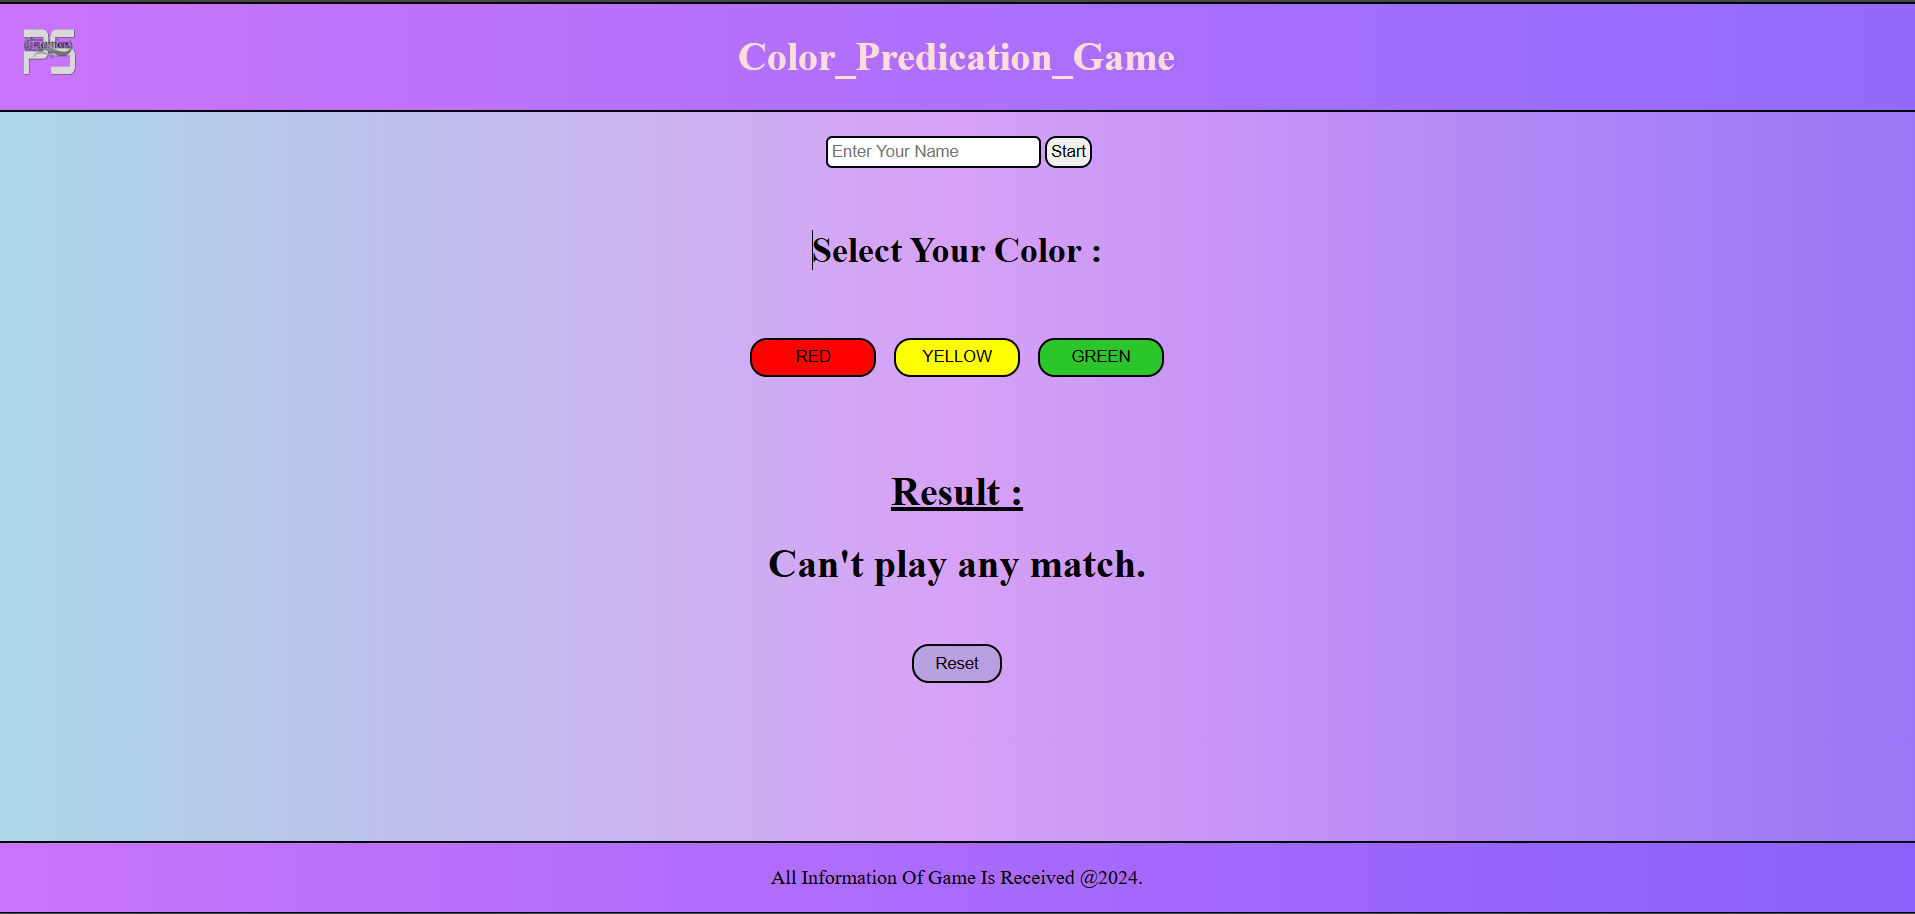 PS
Color_Predication_Game
Enter Your Name
Start
Select Your Color :
RED
YELLOW
GREEN
Result :
Can't play any match.
Reset
All Information Of Game Is Received @2024.